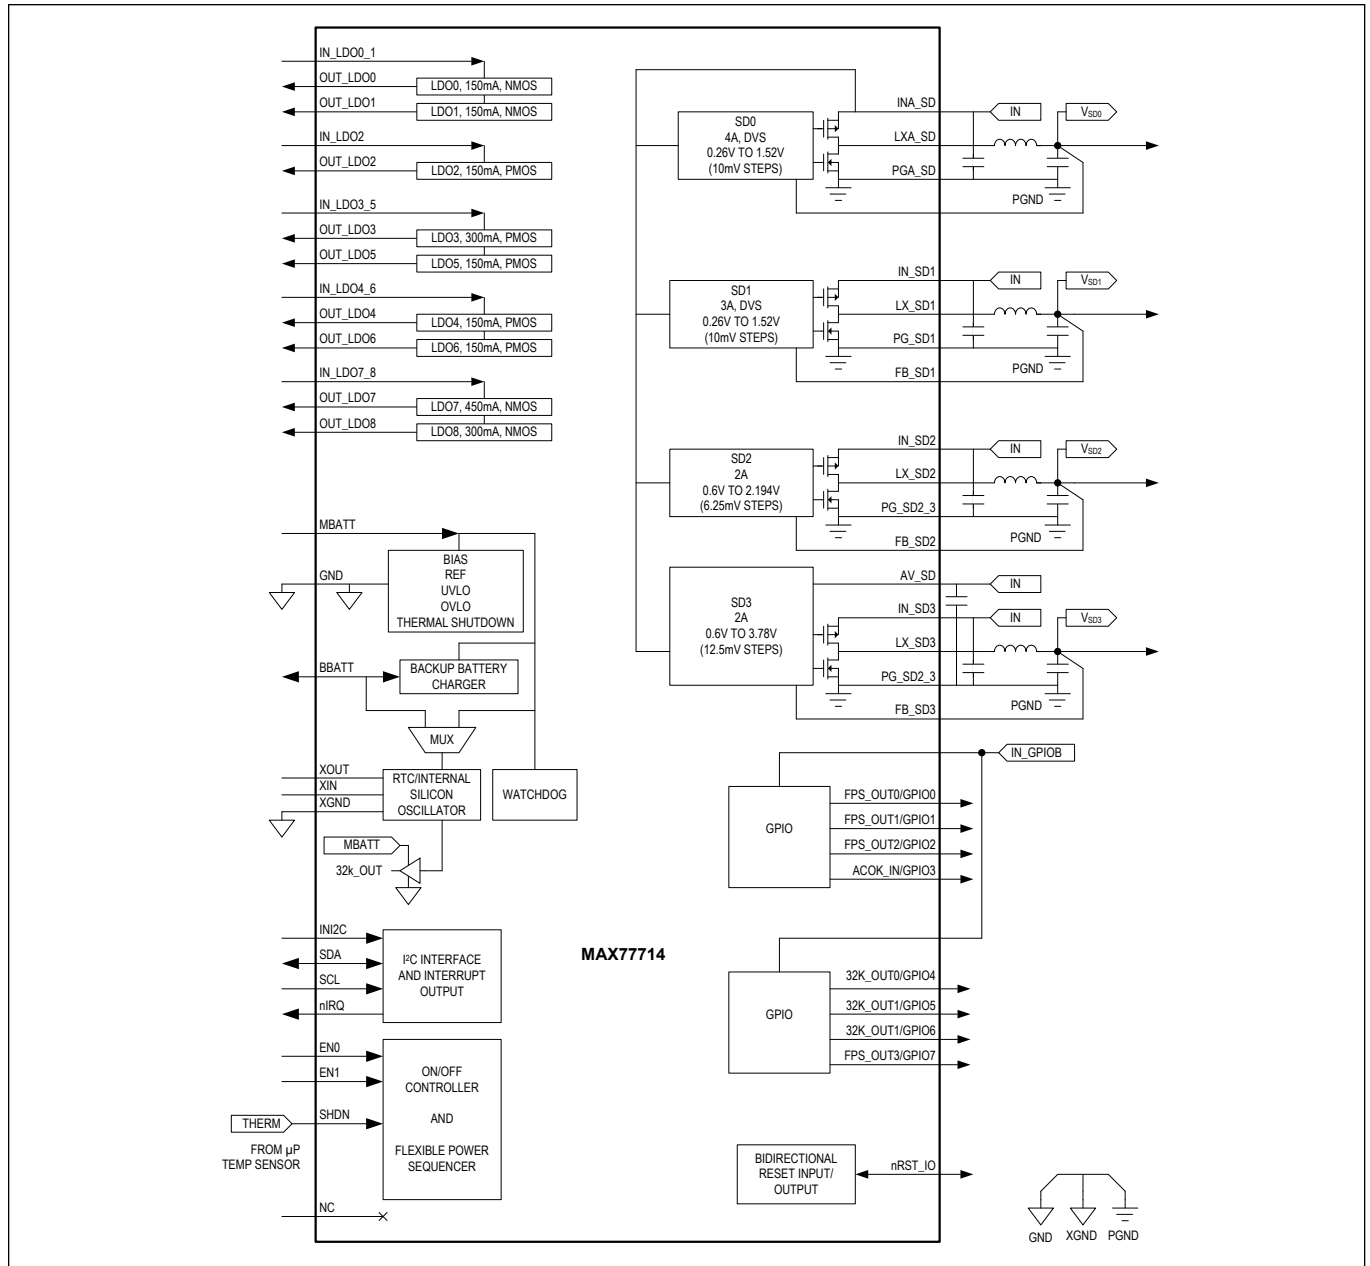 IN_LDO0_1
OUT_LDO0
LDO0, 150mA, NMOS
OUT_LDO1
LDO1, 150mA, NMOS
IN_LDO2
OUT_LDO2
LDO2, 150mA, PMOS
IN_LDO3_5
OUT_LDO3
LDO3, 300mA, PMOS
OUT_LDO5
LDO5, 150mA, PMOS
IN_LDO4_6
OUT_LDO4
LDO4, 150mA, PMOS
OUT_LDO6
LDO6, 150mA, PMOS
IN_LDO7_8
OUT_LDO7
LDO7, 450mA, NMOS
OUT_LDO8
LDO8, 300mA, NMOS
MBATT
GND
BIAS
REF
UVLO
OVLO
THERMAL SHUTDOWN
BBATT
BACKUP BATTERY
CHARGER
MUX
XOUT
XIN
XGND
RTC/INTERNAL
SILICON
OSCILLATOR
WATCHDOG
MBATT
32k_OUT
INI2C
SDA
SCL
nIRQ
I²C INTERFACE
AND INTERRUPT
OUTPUT
EN0
EN1
SHDN
THERM
FROM µP
TEMP SENSOR
ON/OFF
CONTROLLER
AND
FLEXIBLE POWER
SEQUENCER
NC
MAX77714
SD0
4A, DVS
0.26V TO 1.52V
(10mV STEPS)
INA_SD
LXA_SD
PGA_SD
IN
VSD0
PGND
SD1
3A, DVS
0.26V TO 1.52V
(10mV STEPS)
IN_SD1
LX_SD1
PG_SD1
FB_SD1
IN
VSD1
PGND
SD2
2A
0.6V TO 2.194V
(6.25mV STEPS)
IN_SD2
LX_SD2
PG_SD2_3
FB_SD2
IN
VSD2
PGND
SD3
2A
0.6V TO 3.78V
(12.5mV STEPS)
AV_SD
IN_SD3
LX_SD3
PG_SD2_3
FB_SD3
IN
IN
VSD3
PGND
IN_GPIOB
GPIO
FPS_OUT0/GPIO0
FPS_OUT1/GPIO1
FPS_OUT2/GPIO2
ACOK_IN/GPIO3
GPIO
32K_OUT0/GPIO4
32K_OUT1/GPIO5
32K_OUT1/GPIO6
FPS_OUT3/GPIO7
BIDIRECTIONAL
RESET INPUT/
OUTPUT
nRST_IO
GND
XGND
PGND